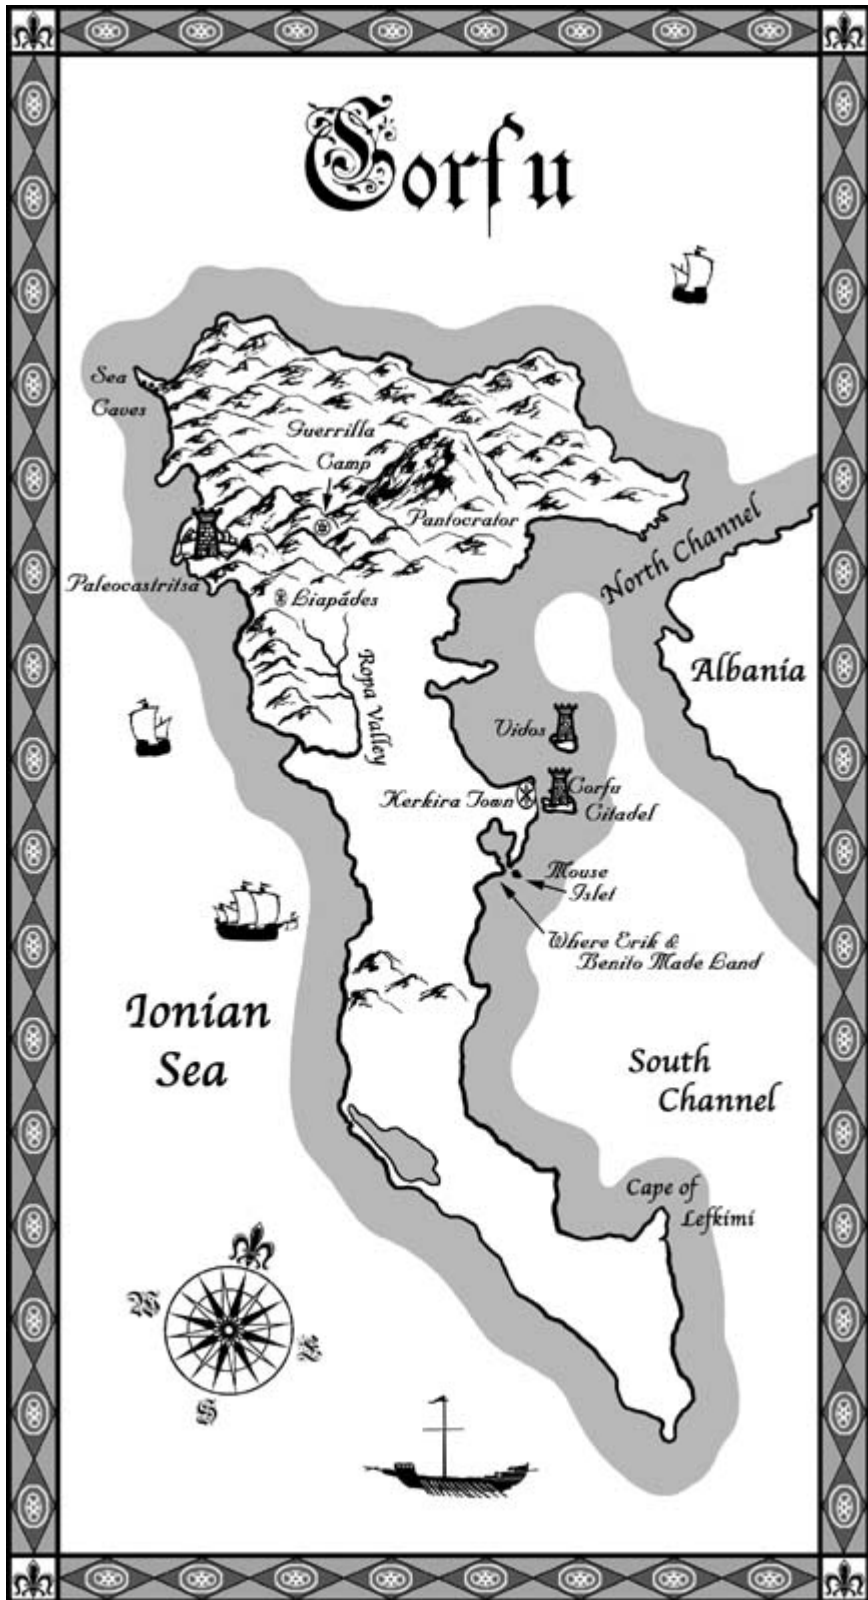 Corfu
Sea
Caves
Guerrilla
Camp
Pantocrator
North Channel
Paleocastritsa
Liapádes
Ropa Valley
Albania
Vidos
Kerkira Town
Corfu
Citadel
Mouse
Islet
Where Erik &
Benito Made Land
Ionian
Sea
South
Channel
Cape of
Lefkimi
W
E
S